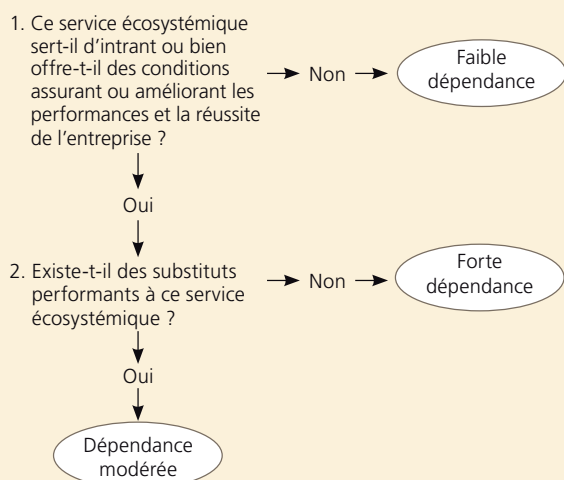 1. Ce service écosystémique
sert-il d’intrant ou bien
offre-t-il des conditions
assurant ou améliorant les
performances et la réussite
de l’entreprise ?
Non
Faible
dépendance
Oui
2. Existe-t-il des substituts
performants à ce service
écosystémique ?
Non
Forte
dépendance
Oui
Dépendance
modérée